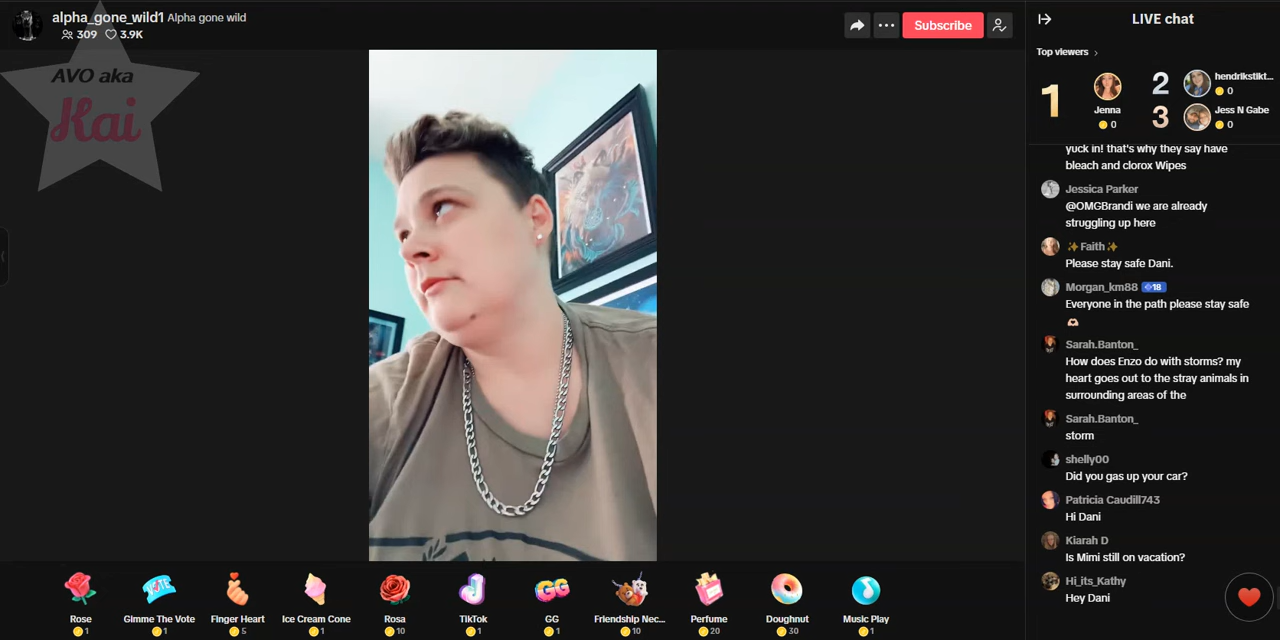 alpha_gone_wild1 Alpha gone wild
309 3.9K
Subscribe
AVO aka
Kai
LIVE chat
Top viewers
1
Jenna
0
2
hendrikstikt...
0
3
Jess N Gabe
0
yuck in! that's why they say have
bleach and clorox Wipes
Jessica Parker
@OMGBrandi we are already
struggling up here
✨Faith✨
Please stay safe Dani.
Morgan_km88 18
Everyone in the path please stay safe
🫶🏼
Sarah.Banton_
How does Enzo do with storms? my
heart goes out to the stray animals in
surrounding areas of the
Sarah.Banton_
storm
shelly00
Did you gas up your car?
Patricia Caudill743
Hi Dani
Kiarah D
Is Mimi still on vacation?
Hi_its_Kathy
Hey Dani
VOTE
GG
Rose
1
GImme The Vote
1
FInger Heart
5
Ice Cream Cone
1
Rosa
10
TIkTok
1
GG
1
Friendship Nec...
10
Perfume
20
Doughnut
30
Music Play
1